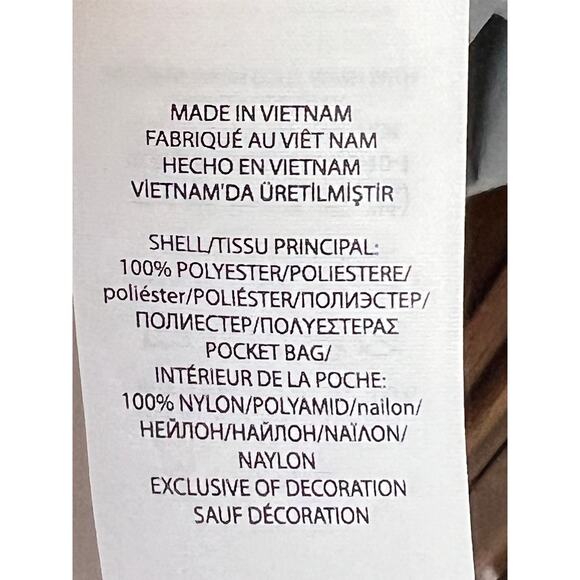 MADE IN VIETNAM
FABRIQUÉ AU VIÊT NAM
HECHO EN VIETNAM
VİETNAM'DA ÜRETİLMİŞTİR
SHELL/TISSU PRINCIPAL:
100% POLYESTER/POLIESTERE/
poliéster/POLIÉSTER/ПОЛИЭСТЕР/
ПОЛИЕСТЕР/ΠΟΛΥΕΣΤΕΡΑΣ
POCKET BAG/
INTÉRIEUR DE LA POCHE:
100% NYLON/POLYAMID/nailon/
НЕЙЛОН/НАЙЛОН/ΝΑΪΛΟΝ/
NAYLON
EXCLUSIVE OF DECORATION
SAUF DÉCORATION